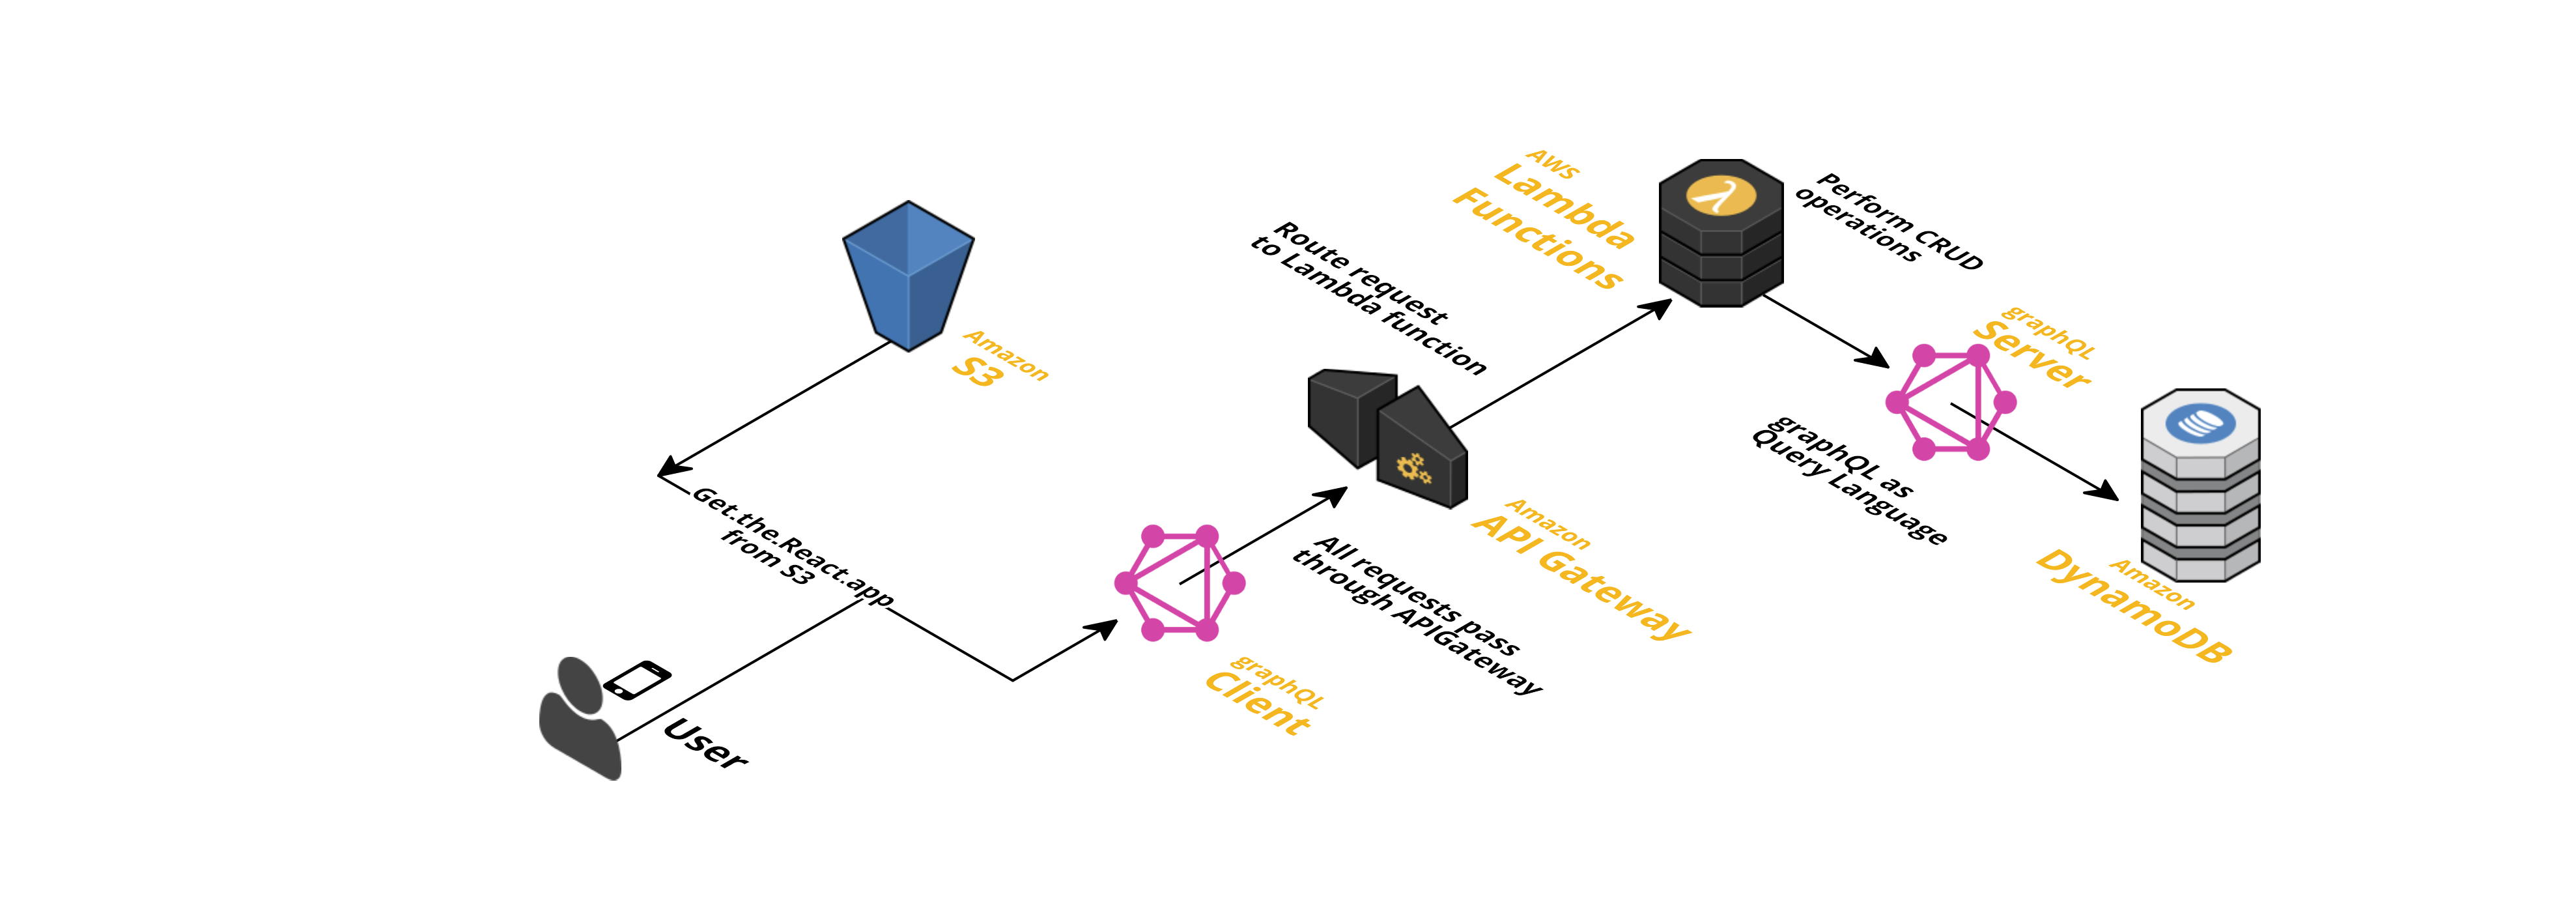 Amazon
S3
Get.the.React.app
from S3
User
graphQL
Client
All requests pass
through APIGateway
Amazon
API Gateway
Route request
to Lambda function
AWS
Lambda
Functions
Perform CRUD
operations
graphQL
Server
graphQL as
Query Language
Amazon
DynamoDB